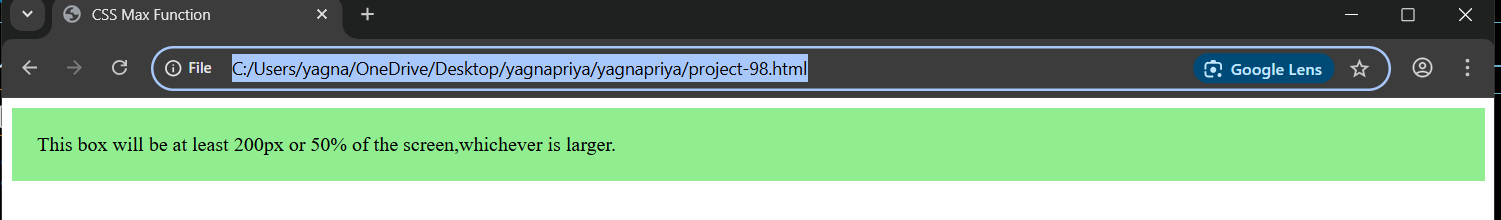 CSS Max Function
File C:/Users/yagna/OneDrive/Desktop/yagnapriya/yagnapriya/project-98.html Google Lens
This box will be at least 200px or 50% of the screen,whichever is larger.